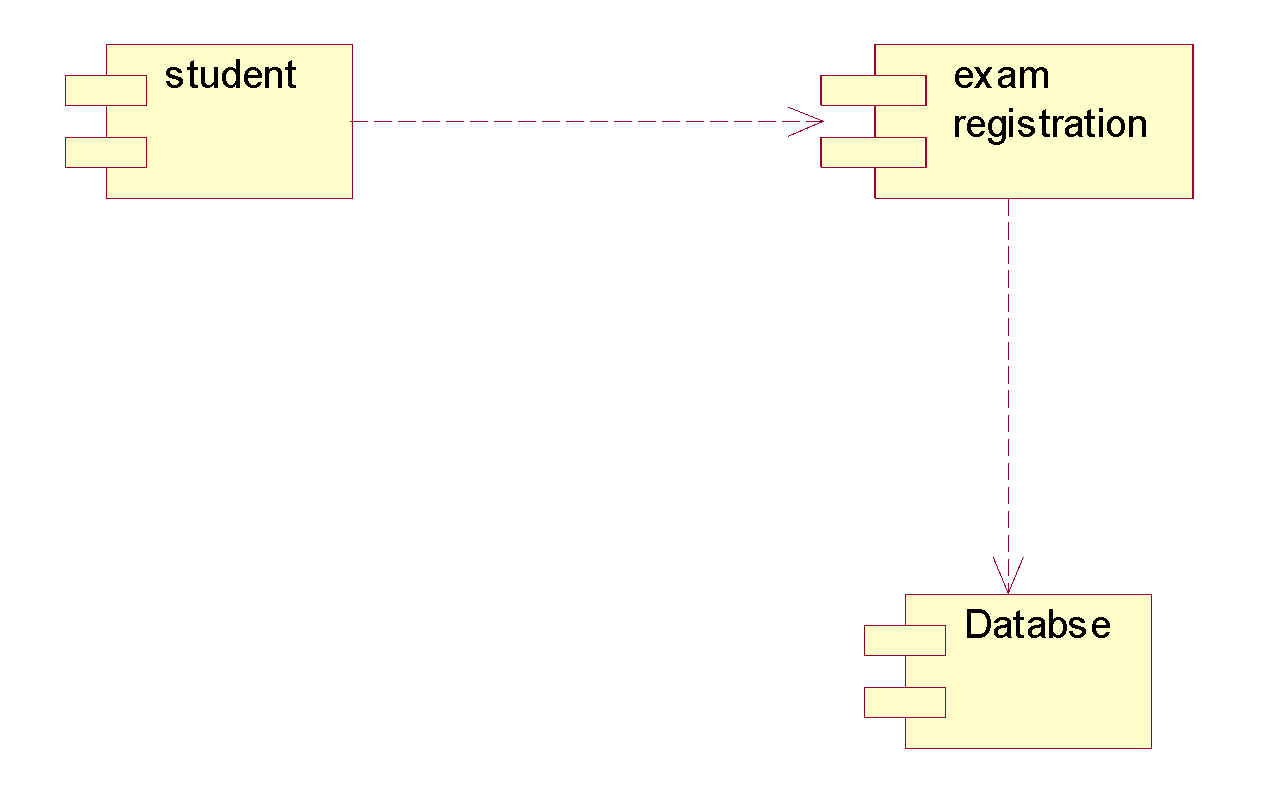 student
exam
registration
Databse